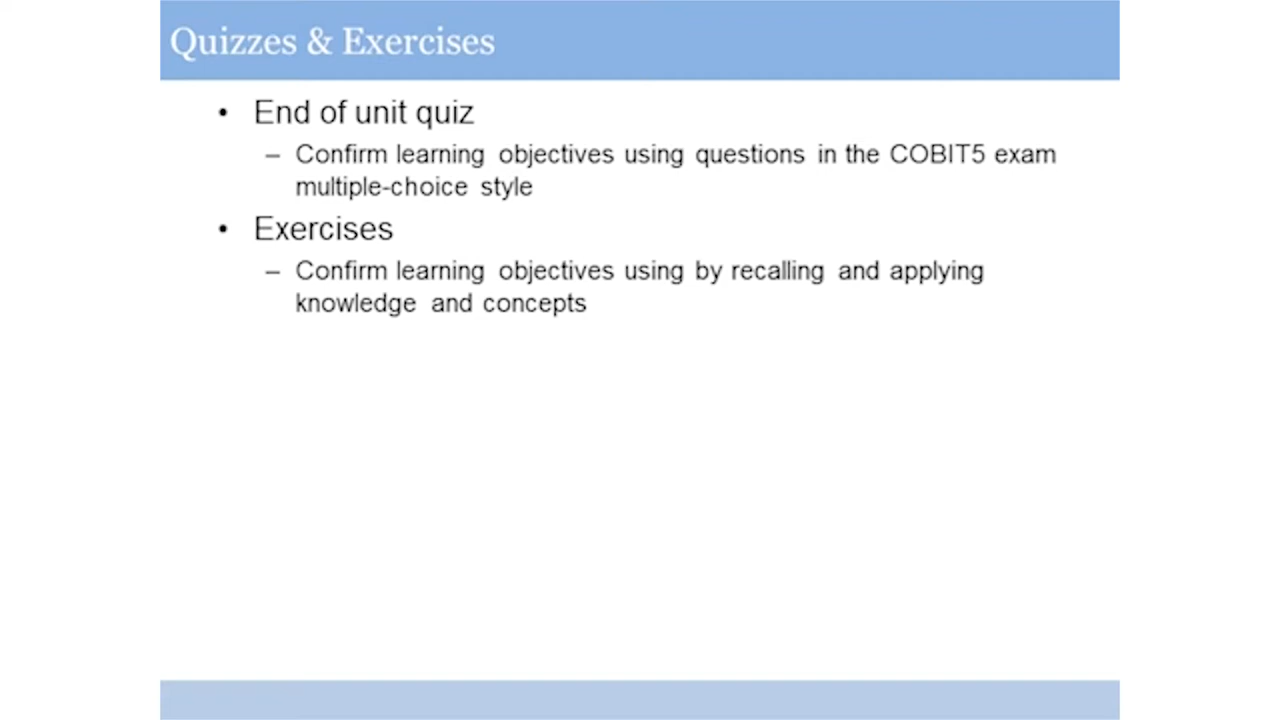 Quizzes & Exercises
• End of unit quiz
– Confirm learning objectives using questions in the COBIT5 exam
multiple-choice style
• Exercises
– Confirm learning objectives using by recalling and applying
knowledge and concepts